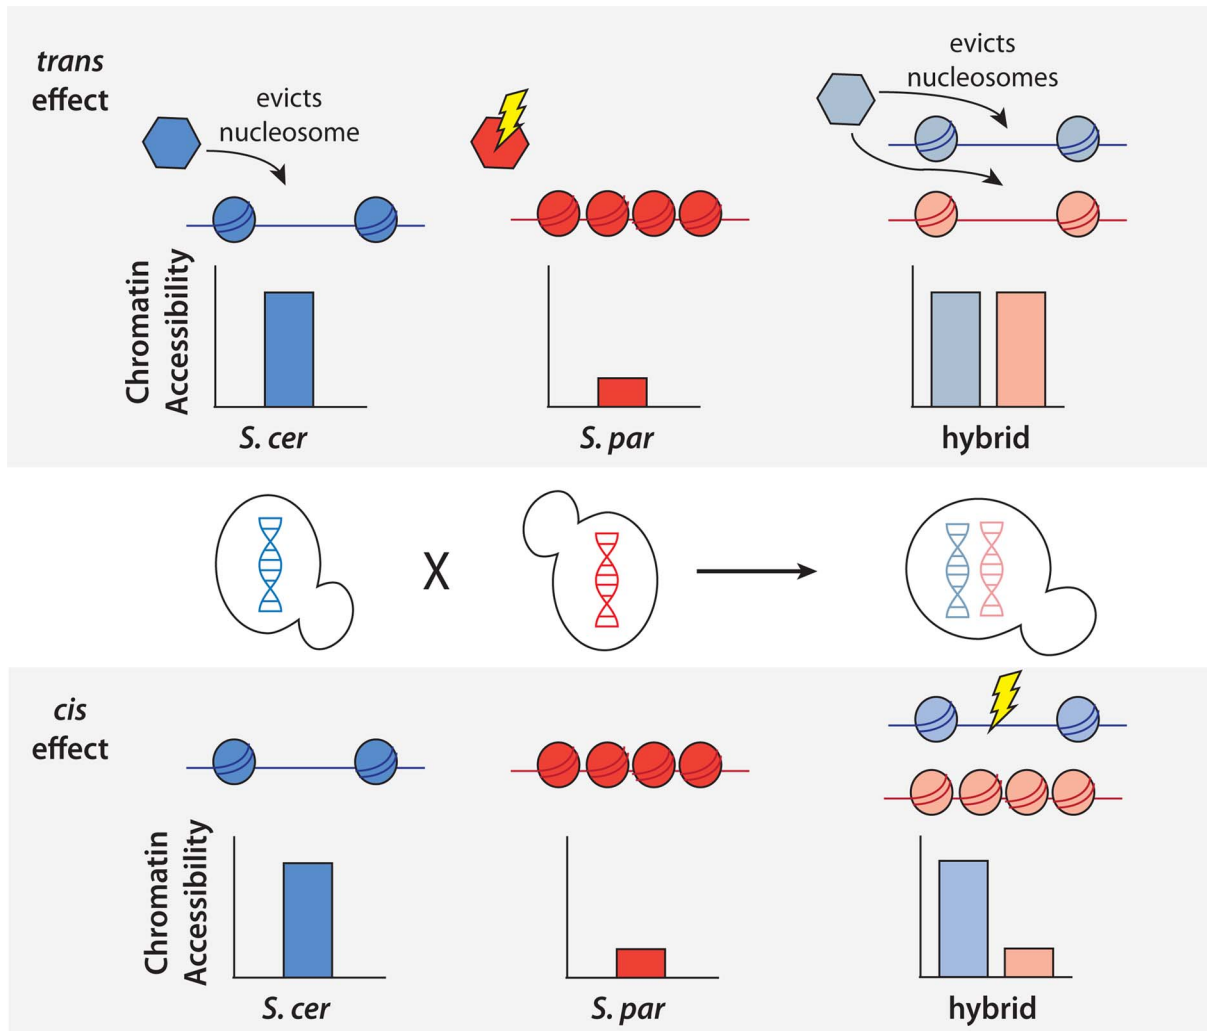 trans
effect
evicts
nucleosome
evicts
nucleosomes
Chromatin
Accessibility
S. cer
S. par
hybrid
X
cis
effect
Chromatin
Accessibility
S. cer
S. par
hybrid